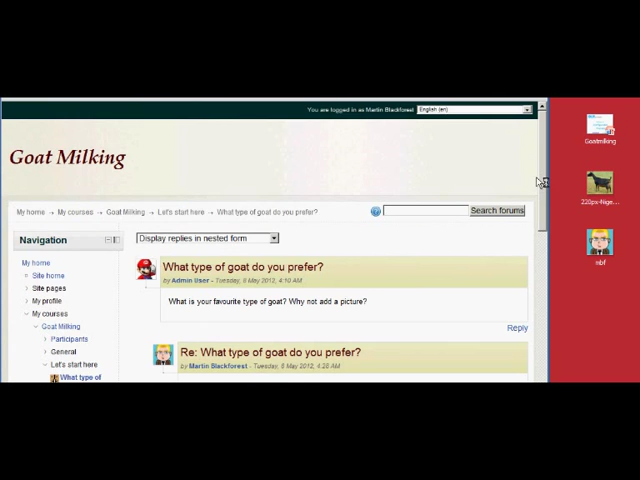 You are logged in as Martin Blackforest
English (en)
Goat Milking
My home → My courses → Goat Milking → Let's start here → What type of goat do you prefer?
Search forums
Navigation
Display replies in nested form
My home
Site home
Site pages
My profile
My courses
Goat Milking
Participants
General
Let's start here
What type of
What type of goat do you prefer?
by Admin User - Tuesday, 8 May 2012, 4:10 AM
What is your favourite type of goat? Why not add a picture?
Reply
Re: What type of goat do you prefer?
by Martin Blackforest - Tuesday, 8 May 2012, 4:28 AM
Goatmilking
220px-Nige...
mbf